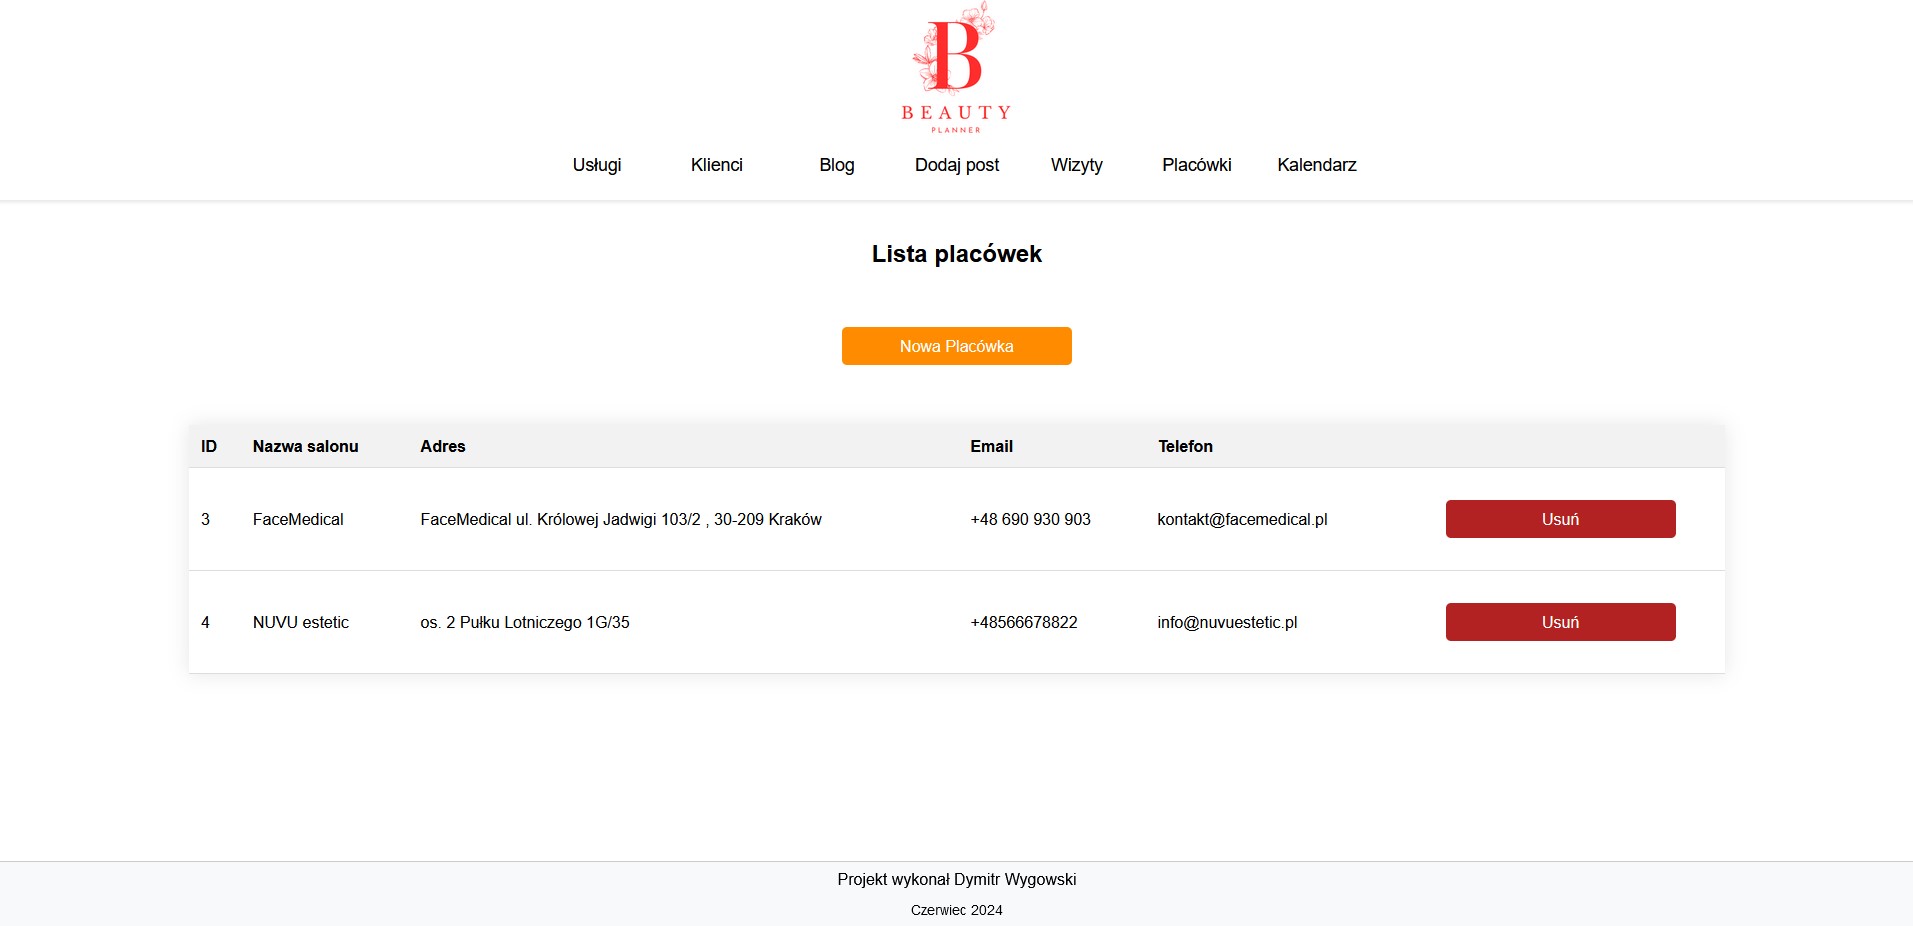 B
BEAUTY
PLANNER
Usługi Klienci Blog Dodaj post Wizyty Placówki Kalendarz
Lista placówek
Nowa Placówka
ID Nazwa salonu Adres Email Telefon
3 FaceMedical FaceMedical ul. Królowej Jadwigi 103/2 , 30-209 Kraków +48 690 930 903 kontakt@facemedical.pl Usuń
4 NUVU estetic os. 2 Pułku Lotniczego 1G/35 +48566678822 info@nuvuestetic.pl Usuń
Projekt wykonał Dymitr Wygowski
Czerwiec 2024